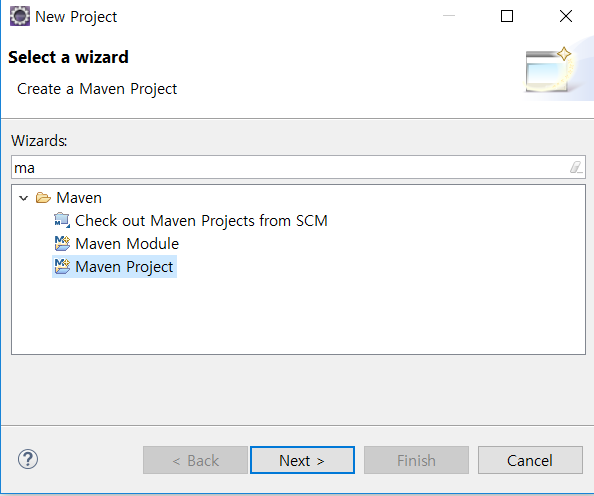 New Project
Select a wizard
Create a Maven Project
Wizards:
ma
Maven
Check out Maven Projects from SCM
Maven Module
Maven Project
? < Back Next > Finish Cancel